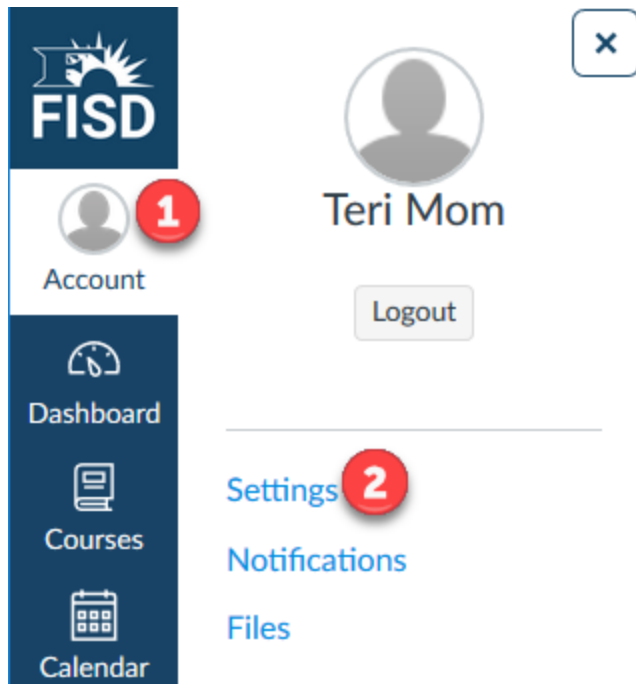 FISD
1
Account
Dashboard
Courses
Calendar
×
Teri Mom
Logout
Settings 2
Notifications
Files